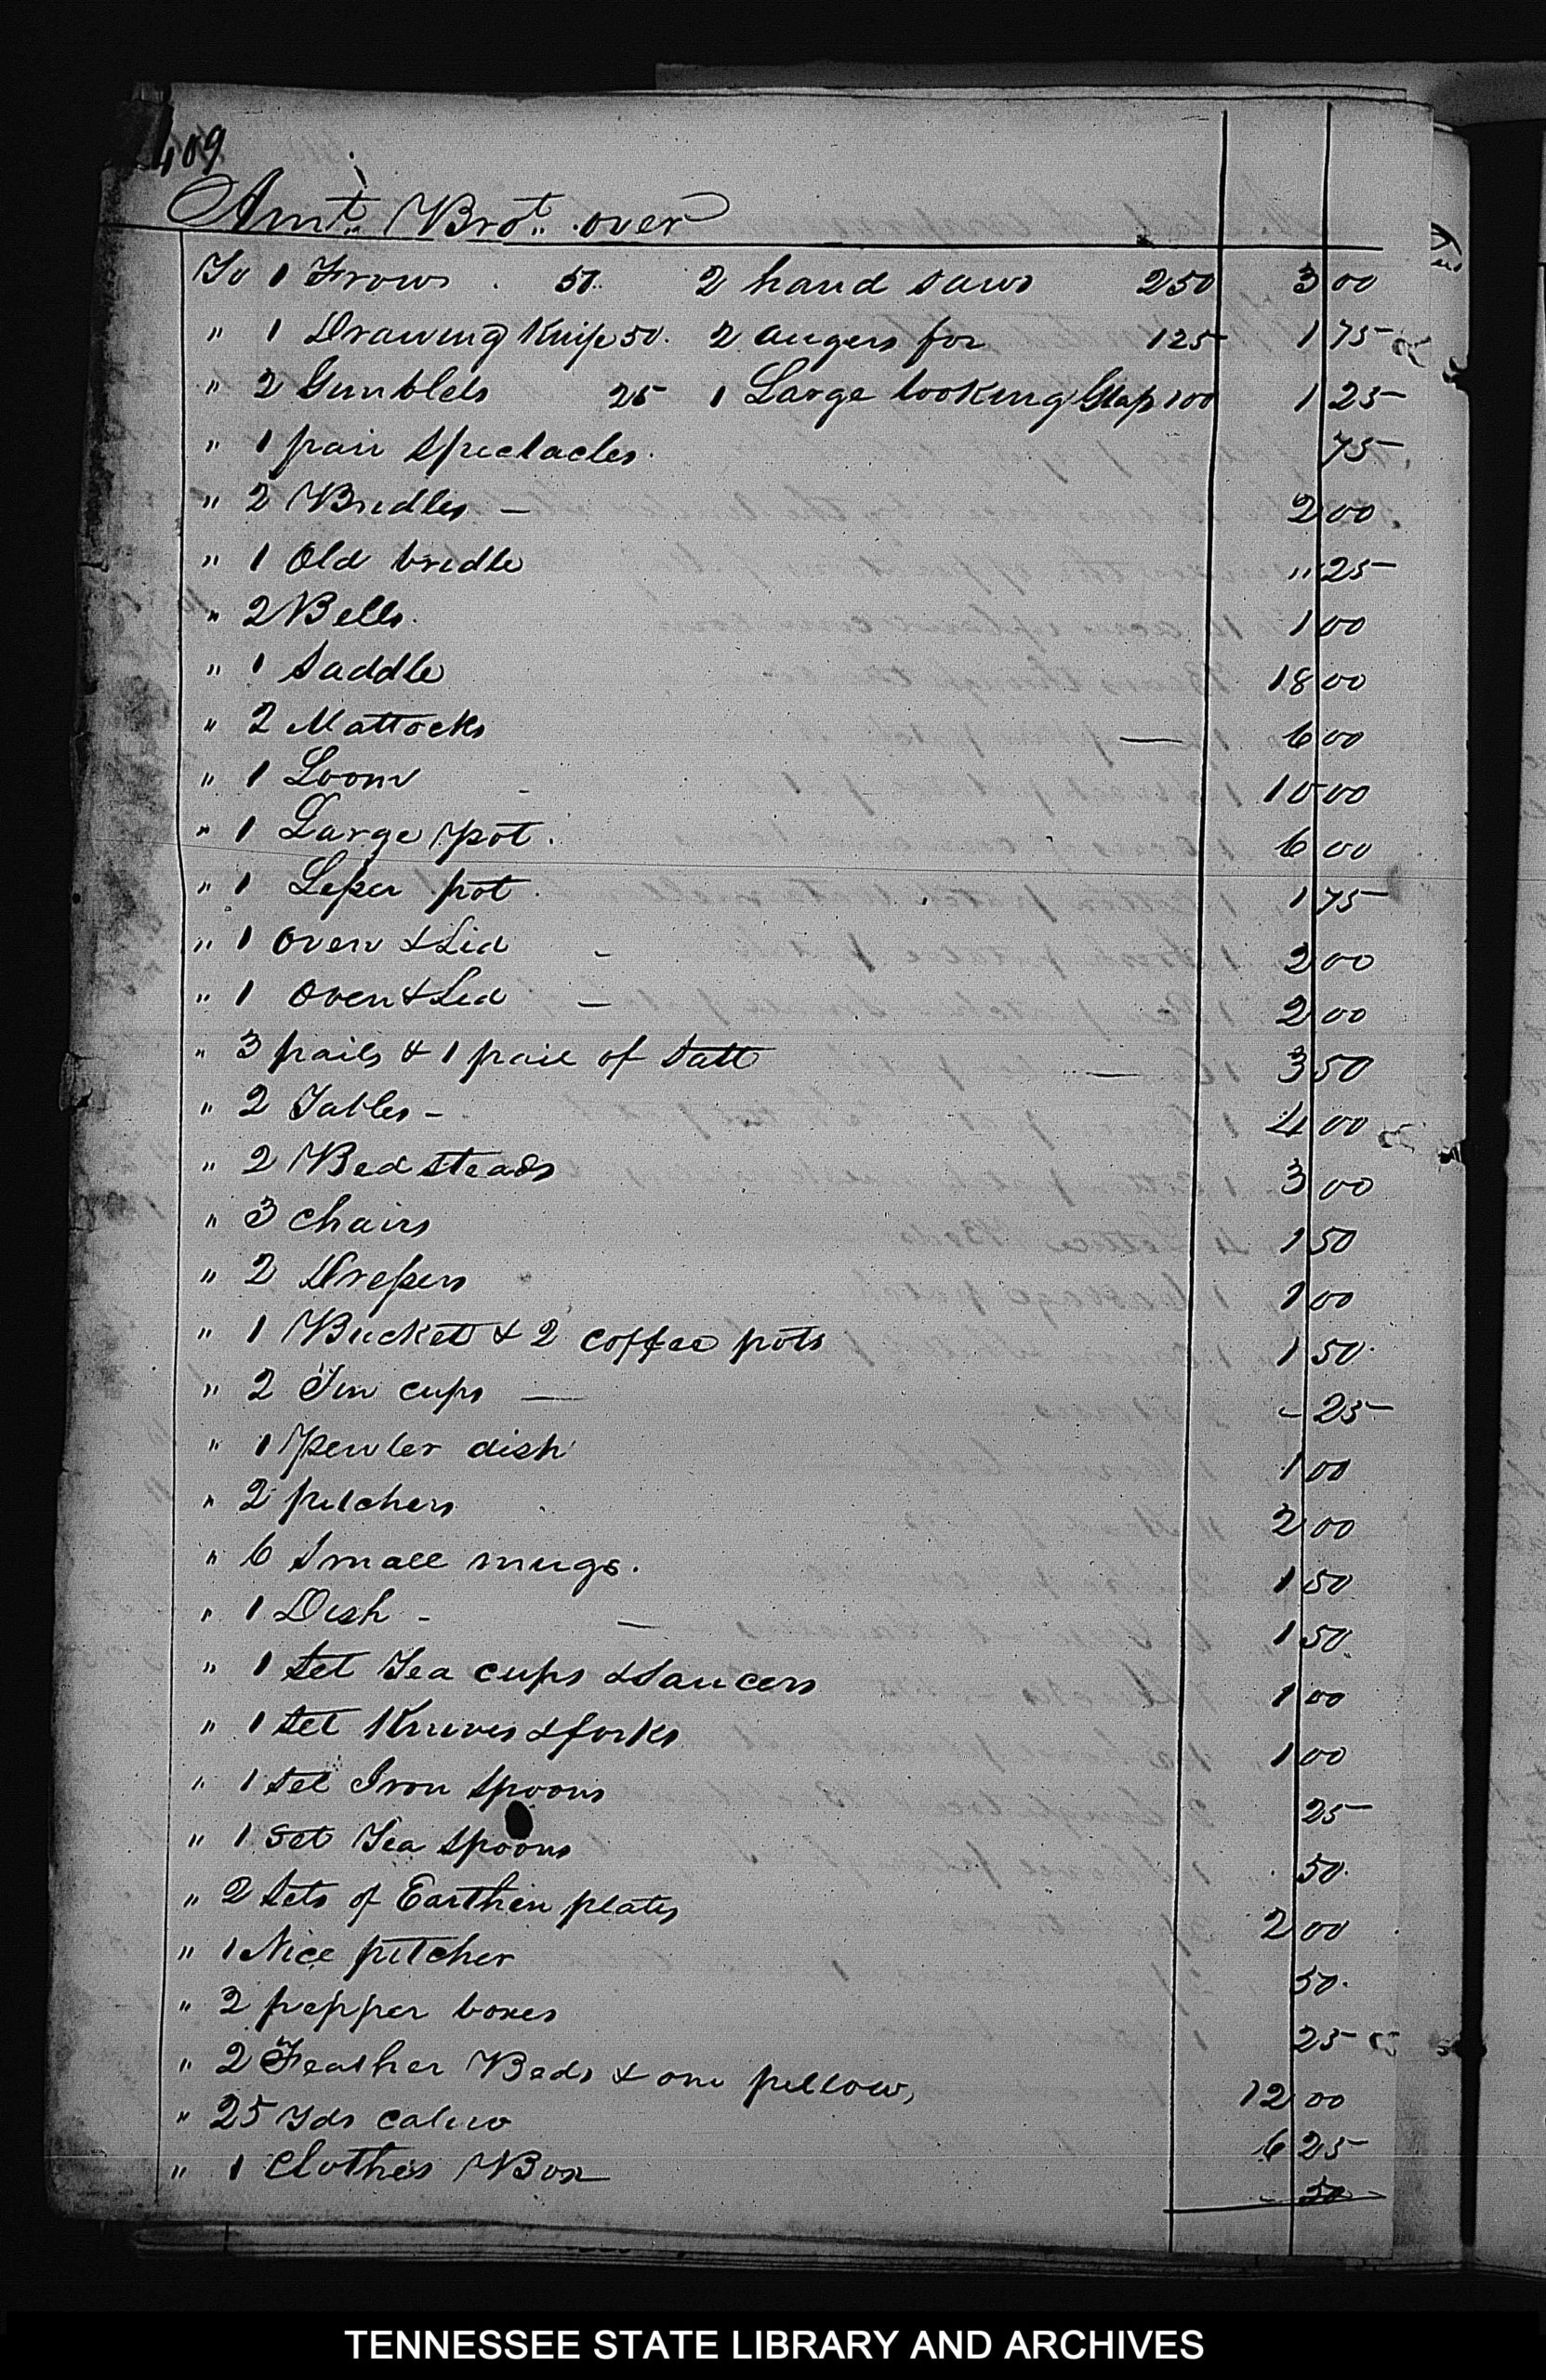 409
Amt. Brot. over
To 1 Frow . 50. 2 hand saws 250 3 00
" 1 Drawing Knife 50. 2 augers for 125 1 75
" 2 Gimblets 25 1 Large looking Glass 100 1 25
" 1 pair Spectacles. 75
" 2 Bridles - 2 00
" 1 Old bridle " 25
" 2 Bells. 1 00
" 1 Saddle 18 00
" 2 Mattocks — 6 00
" 1 Loom 10 00
" 1 Large pot. 6 00
" 1 Lesser pot. 1 75
" 1 Oven & Lid - 2 00
" 1 Oven & Lid - 2 00
" 3 pails & 1 pail of Salt — 3 50
" 2 Tables - 4 00
" 2 Bed Steads 3 00
" 3 chairs 1 50
" 2 Dressers 1 00
" 1 Bucket & 2 coffee pots 1 50.
" 2 Tin cups — - 25
" 1 Pewter dish 1 00
" 2 pitchers 2 00
" 6 Small mugs. 1 50
" 1 Dish - - 1 50.
" 1 Set Tea cups & Saucers 1 00
" 1 Set Knives & forks 1 00
" 1 Set Iron Spoons 25
" 1 Set Tea Spoons 50.
" 2 Sets of Earthen plates 2 00
" 1 Nice pitcher 50.
" 2 pepper boxes 25
" 2 Feather Beds & one pillow, 12 00
" 25 Yds Calico 6 25
" 1 Clothes Box - 50
TENNESSEE STATE LIBRARY AND ARCHIVES